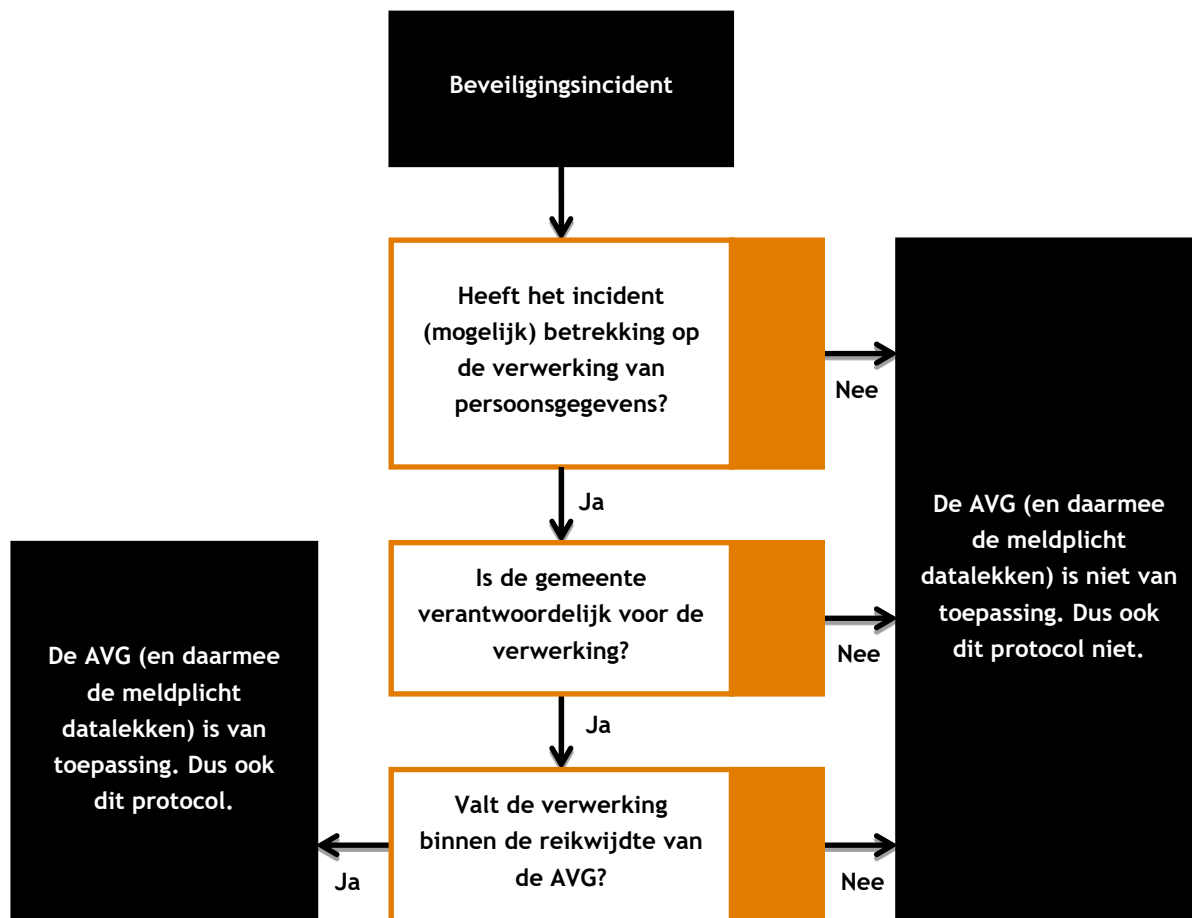 Beveiligingsincident
Heeft het incident
(mogelijk) betrekking op
de verwerking van
persoonsgegevens?
Nee
Ja
Is de gemeente
verantwoordelijk voor de
verwerking?
Nee
Ja
Valt de verwerking
binnen de reikwijdte van
de AVG?
Ja
Nee
De AVG (en daarmee
de meldplicht
datalekken) is van
toepassing. Dus ook
dit protocol.
De AVG (en daarmee
de meldplicht
datalekken) is niet van
toepassing. Dus ook
dit protocol niet.